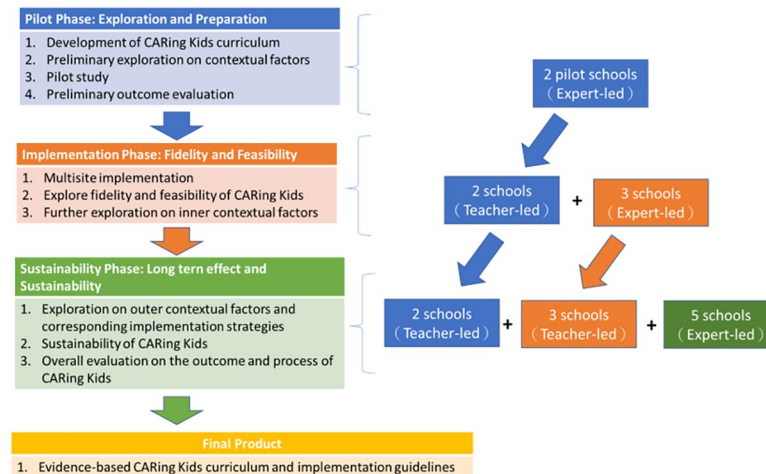 Pilot Phase: Exploration and Preparation
1. Development of CARing Kids curriculum
2. Preliminary exploration on contextual factors
3. Pilot study
4. Preliminary outcome evaluation
2 pilot schools
(Expert-led)
Implementation Phase: Fidelity and Feasibility
1. Multisite implementation
2. Explore fidelity and feasibility of CARing Kids
3. Further exploration on inner contextual factors
2 schools
(Teacher-led)
+
3 schools
(Expert-led)
Sustainability Phase: Long tern effect and
Sustainability
1. Exploration on outer contextual factors and
corresponding implementation strategies
2. Sustainability of CARing Kids
3. Overall evaluation on the outcome and process of
CARing Kids
2 schools
(Teacher-led)
+
3 schools
(Teacher-led)
+
5 schools
(Expert-led)
Final Product
1. Evidence-based CARing Kids curriculum and implementation guidelines